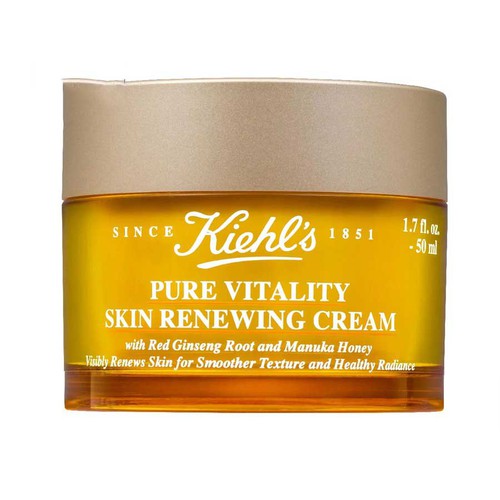 SINCE Kiehl's 1851
1.7 fl. oz.
- 50 ml
PURE VITALITY
SKIN RENEWING CREAM
with Red Ginseng Root and Manuka Honey
Visibly Renews Skin for Smoother Texture and Healthy Radiance